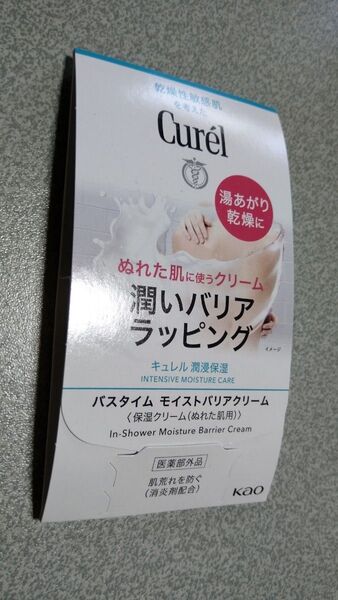 乾燥性敏感肌
を考えた
Curél
湯あがり
乾燥に
ぬれた肌に使うクリーム
潤いバリア
ラッピング
イメージ
キュレル 潤浸保湿
INTENSIVE MOISTURE CARE
バスタイム モイストバリアクリーム
〈保湿クリーム(ぬれた肌用)〉
In-Shower Moisture Barrier Cream
医薬部外品
肌荒れを防ぐ
(消炎剤配合)
Kao